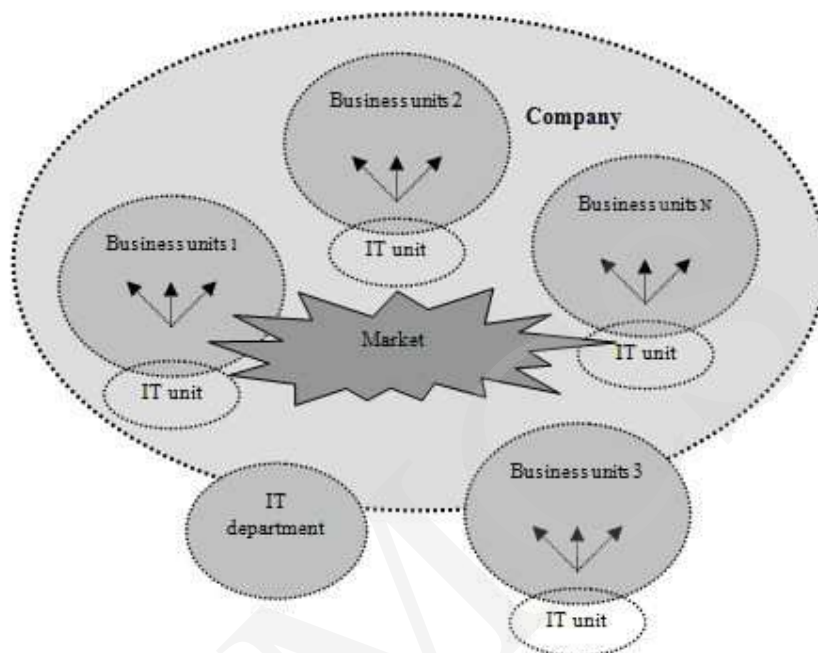 Business units 2
Company
Business units N
IT unit
Business units 1
Market
IT unit
IT unit
Business units 3
IT
department
IT unit